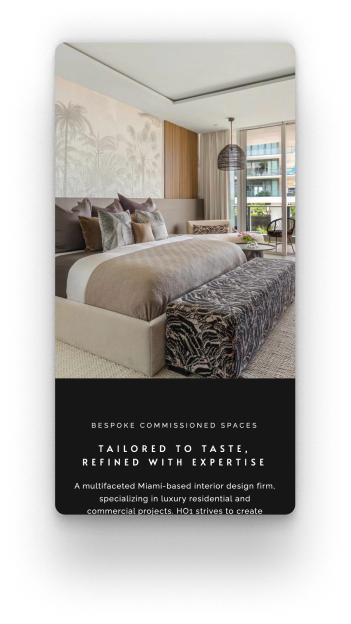 BESPOKE COMMISSIONED SPACES
TAILORED TO TASTE,
REFINED WITH EXPERTISE
A multifaceted Miami-based interior design firm,
specializing in luxury residential and
commercial projects. HO1 strives to create